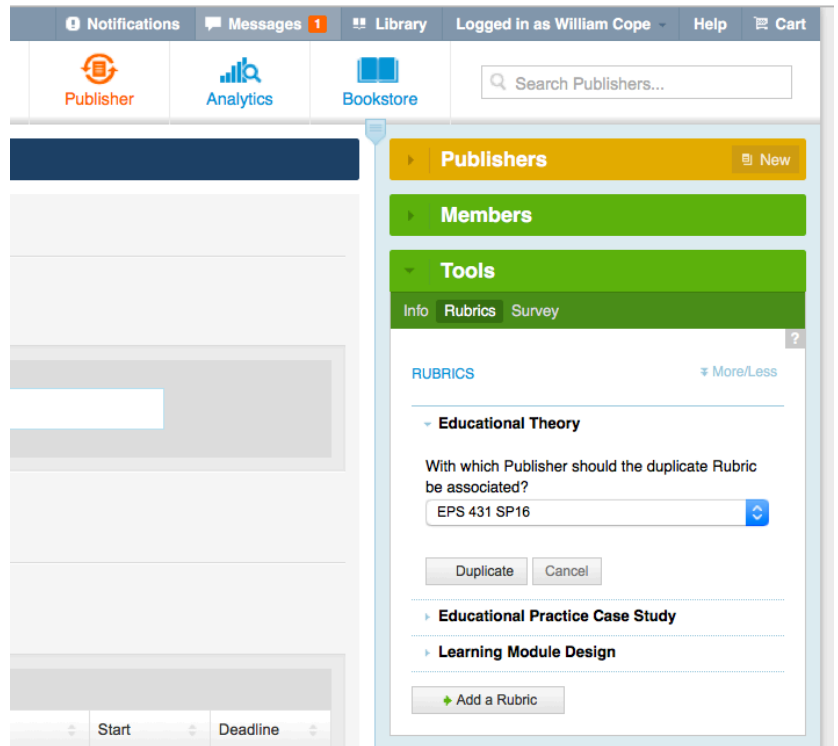 Notifications Messages 1 Library Logged in as William Cope Help Cart
Publisher Analytics Bookstore Search Publishers...
Publishers New
Members
Tools
Info Rubrics Survey
?
RUBRICS More/Less
Educational Theory
With which Publisher should the duplicate Rubric
be associated?
EPS 431 SP16
Duplicate Cancel
Educational Practice Case Study
Learning Module Design
Add a Rubric
Start Deadline